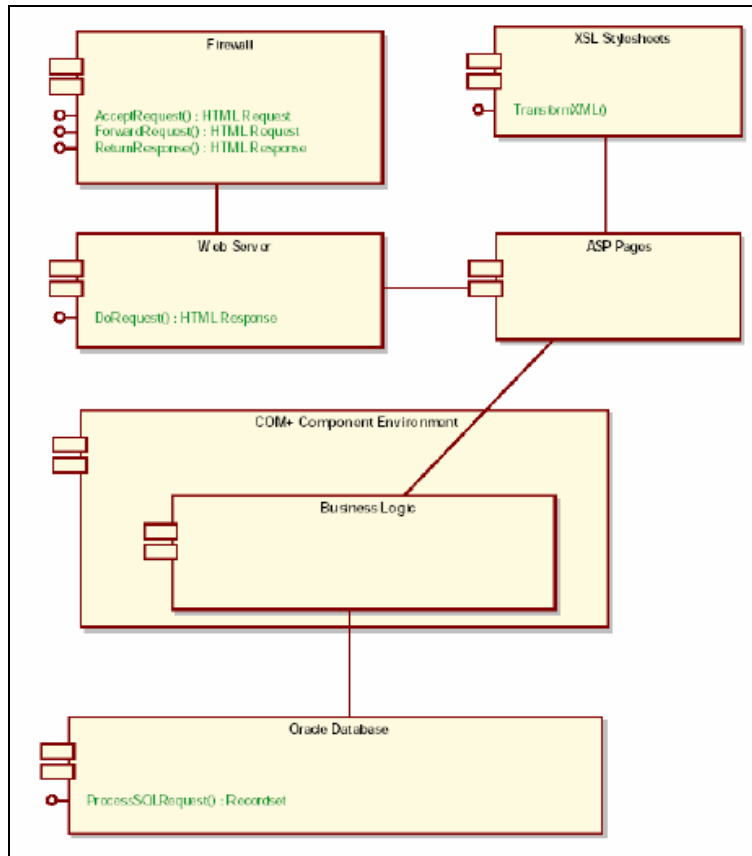 Firewall
AcceptRequest() : HTML Request
ForwardRequest() : HTML Request
ReturnResponse() : HTML Response
XSL Stylesheets
TransformXML()
Web Server
DoRequest() : HTML Response
ASP Pages
COM+ Component Environment
Business Logic
Oracle Database
ProcessSQLRequest() : Recordset